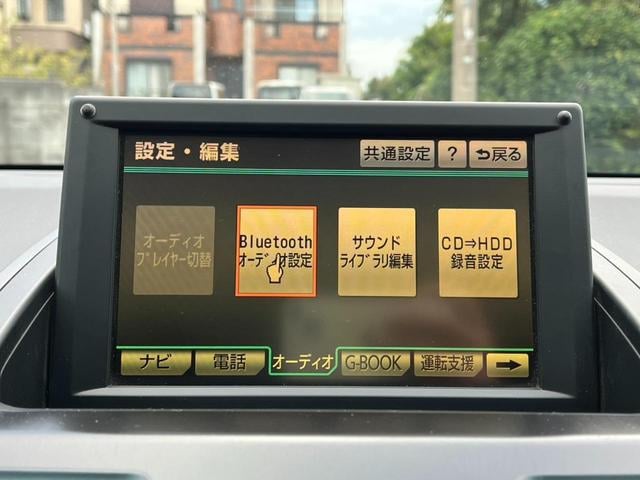 設定・編集
共通設定
?
戻る
オーディオ
プレイヤー切替
Bluetooth
オーディオ設定
サウンド
ライブラリ編集
CD⇒HDD
録音設定
ナビ
電話
オーディオ
G-BOOK
運転支援